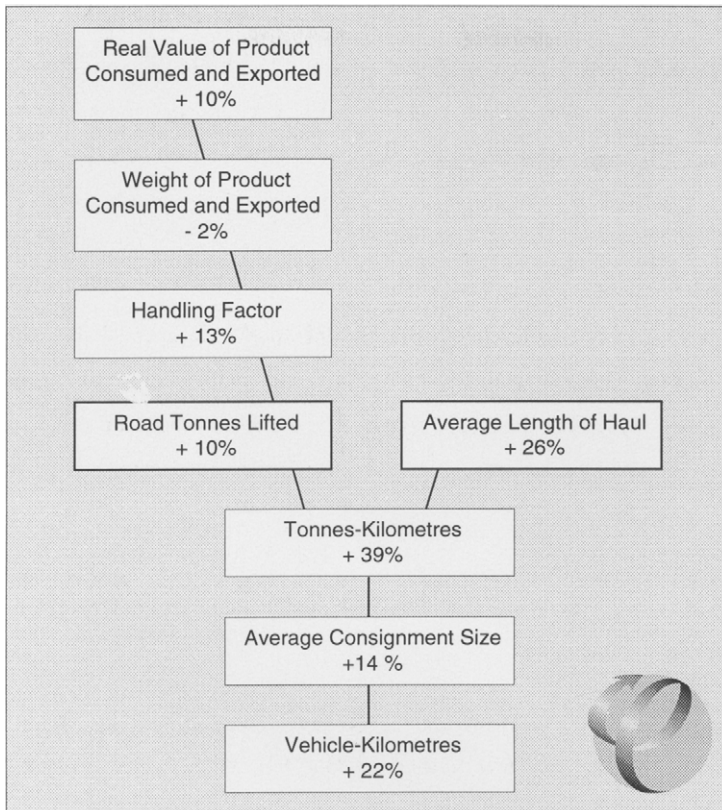 Real Value of Product
Consumed and Exported
+ 10%
Weight of Product
Consumed and Exported
- 2%
Handling Factor
+ 13%
Road Tonnes Lifted
+ 10%
Average Length of Haul
+ 26%
Tonnes-Kilometres
+ 39%
Average Consignment Size
+14 %
Vehicle-Kilometres
+ 22%